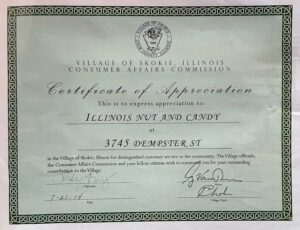 VILLAGE OF SKOKIE, ILLINOIS
CONSUMER AFFAIRS COMMISSION
Certificate of Appreciation
This is to express appreciation to:
ILLINOIS NUT AND CANDY
at
3745 DEMPSTER ST
in the Village of Skokie, Illinois for distinguished customer service to the community. The Village officials,
the Consumer Affairs Commission and your fellow citizens wish to commend you for your outstanding
contribution to the Village.
7-21-14
Village Clerk